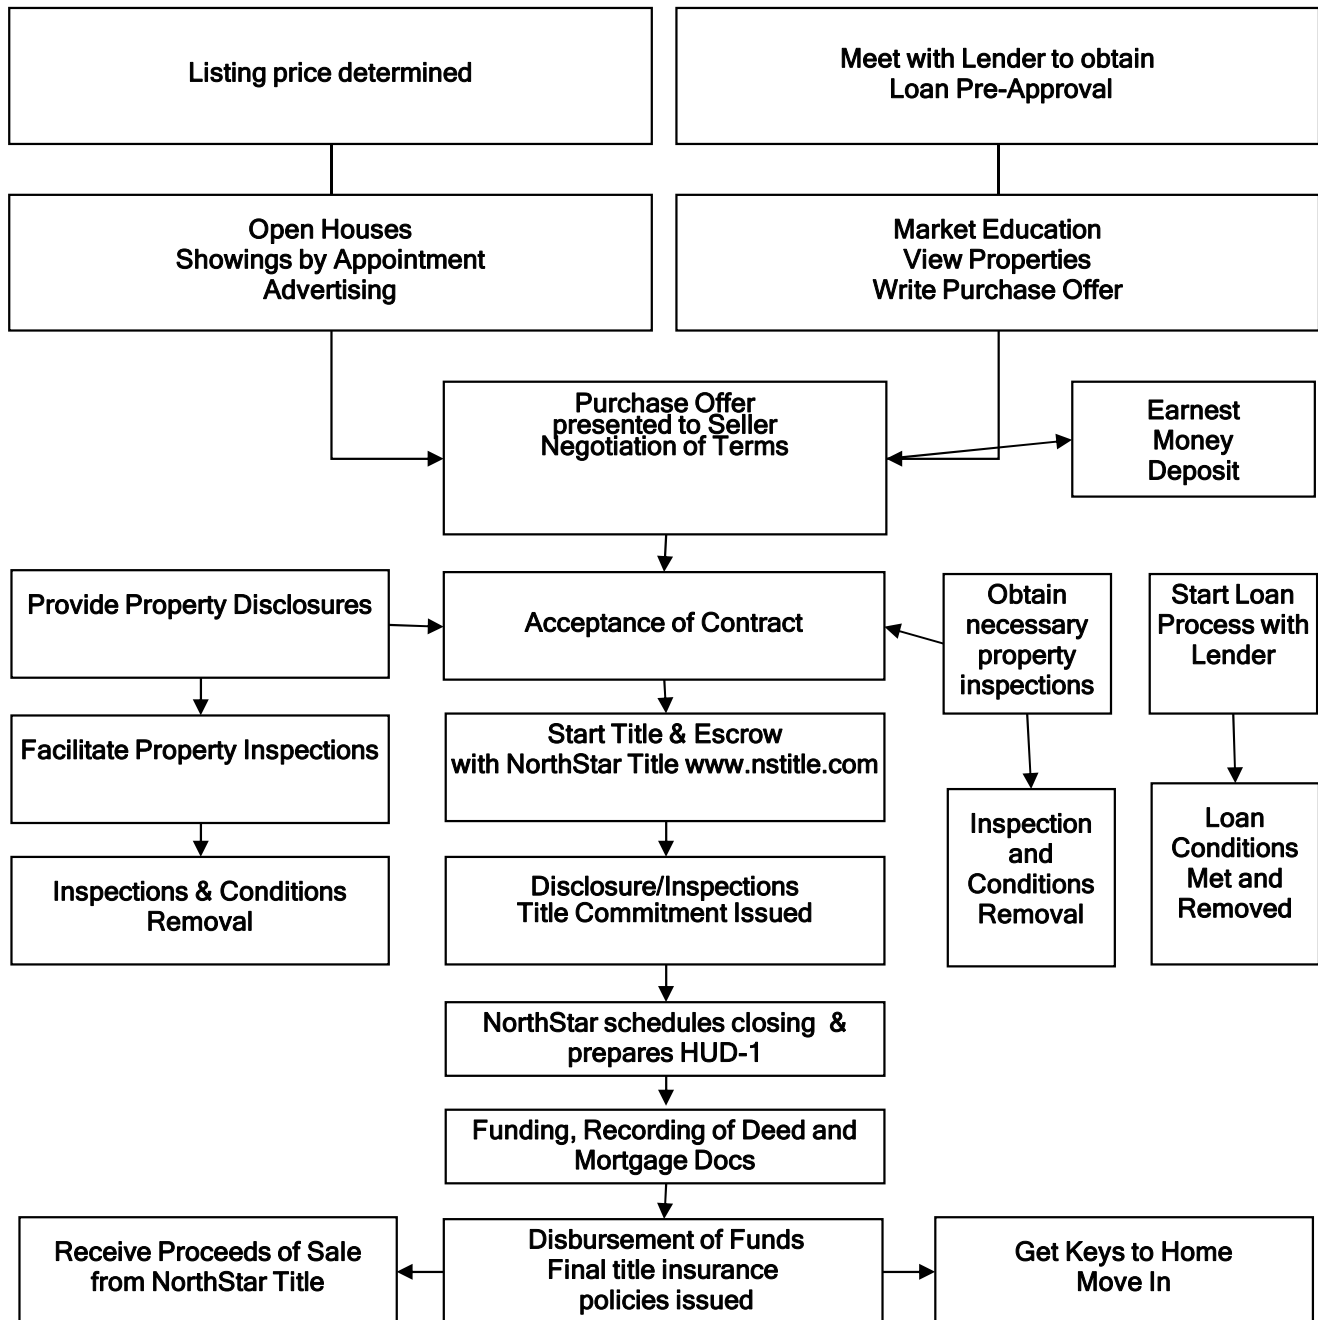 Listing price determined
Meet with Lender to obtain
Loan Pre-Approval
Open Houses
Showings by Appointment
Advertising
Market Education
View Properties
Write Purchase Offer
Purchase Offer
presented to Seller
Negotiation of Terms
Earnest
Money
Deposit
Provide Property Disclosures
Acceptance of Contract
Obtain
necessary
property
inspections
Start Loan
Process with
Lender
Facilitate Property Inspections
Start Title & Escrow
with NorthStar Title www.nstitle.com
Inspection
and
Conditions
Removal
Loan
Conditions
Met and
Removed
Inspections & Conditions
Removal
Disclosure/Inspections
Title Commitment Issued
NorthStar schedules closing  &
prepares HUD-1
Funding, Recording of Deed and
Mortgage Docs
Receive Proceeds of Sale
from NorthStar Title
Disbursement of Funds
Final title insurance
policies issued
Get Keys to Home
Move In